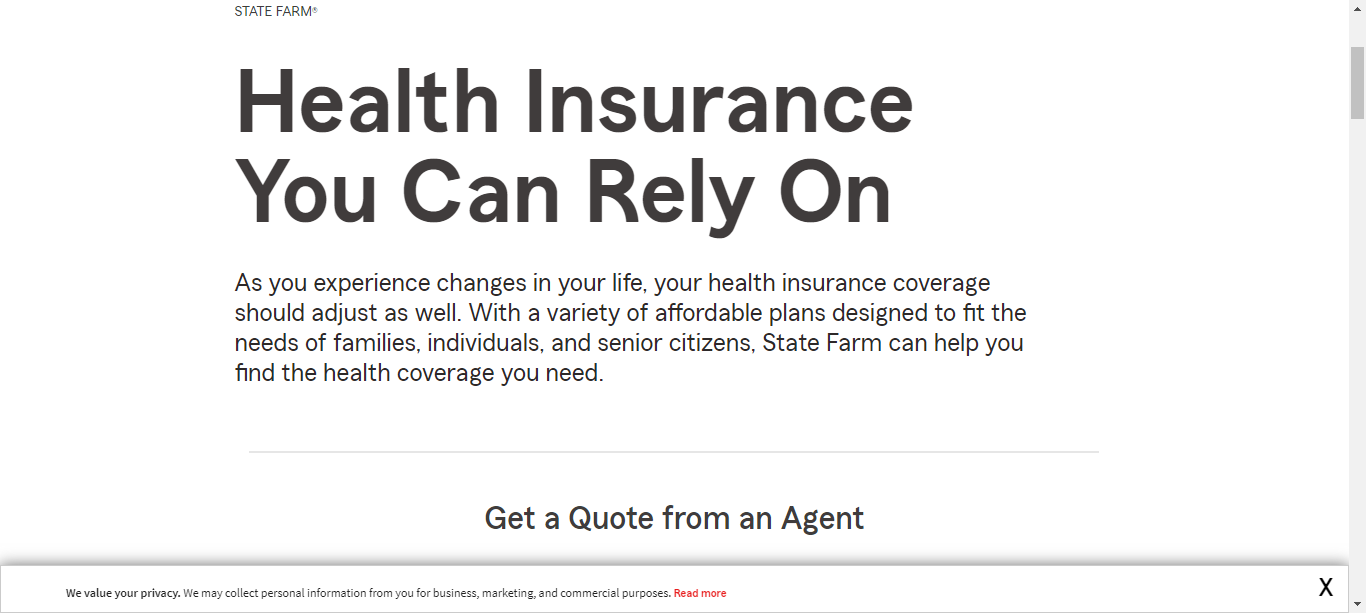 STATE FARM®
Health Insurance
You Can Rely On
As you experience changes in your life, your health insurance coverage
should adjust as well. With a variety of affordable plans designed to fit the
needs of families, individuals, and senior citizens, State Farm can help you
find the health coverage you need.
Get a Quote from an Agent
We value your privacy. We may collect personal information from you for business, marketing, and commercial purposes. Read more
X